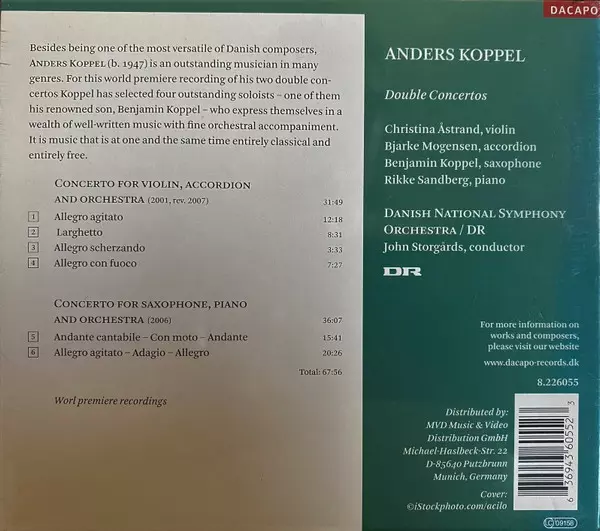 DACAPO
Besides being one of the most versatile of Danish composers,
ANDERS KOPPEL (b. 1947) is an outstanding musician in many
genres. For this world premiere recording of his two double con-
certos Koppel has selected four outstanding soloists – one of them
his renowned son, Benjamin Koppel – who express themselves in a
wealth of well-written music with fine orchestral accompaniment.
It is music that is at one and the same time entirely classical and
entirely free.
CONCERTO FOR VIOLIN, ACCORDION
AND ORCHESTRA (2001, rev. 2007) 31:49
1 Allegro agitato 12:18
2 Larghetto 8:31
3 Allegro scherzando 3:33
4 Allegro con fuoco 7:27
CONCERTO FOR SAXOPHONE, PIANO
AND ORCHESTRA (2006) 36:07
5 Andante cantabile – Con moto – Andante 15:41
6 Allegro agitato – Adagio – Allegro 20:26
Total: 67:56
Worl premiere recordings
ANDERS KOPPEL
Double Concertos
Christina Åstrand, violin
Bjarke Mogensen, accordion
Benjamin Koppel, saxophone
Rikke Sandberg, piano
DANISH NATIONAL SYMPHONY
ORCHESTRA / DR
John Storgårds, conductor
DR
For more information on
works and composers,
please visit our website
www.dacapo-records.dk
8.226055
Distributed by:
MVD Music & Video
Distribution GmbH
Michael-Haslbeck-Str. 22
D-85640 Putzbrunn
Munich, Germany
Cover:
©iStockphoto.com/acilo
6 36943 60552 3
LC 09158